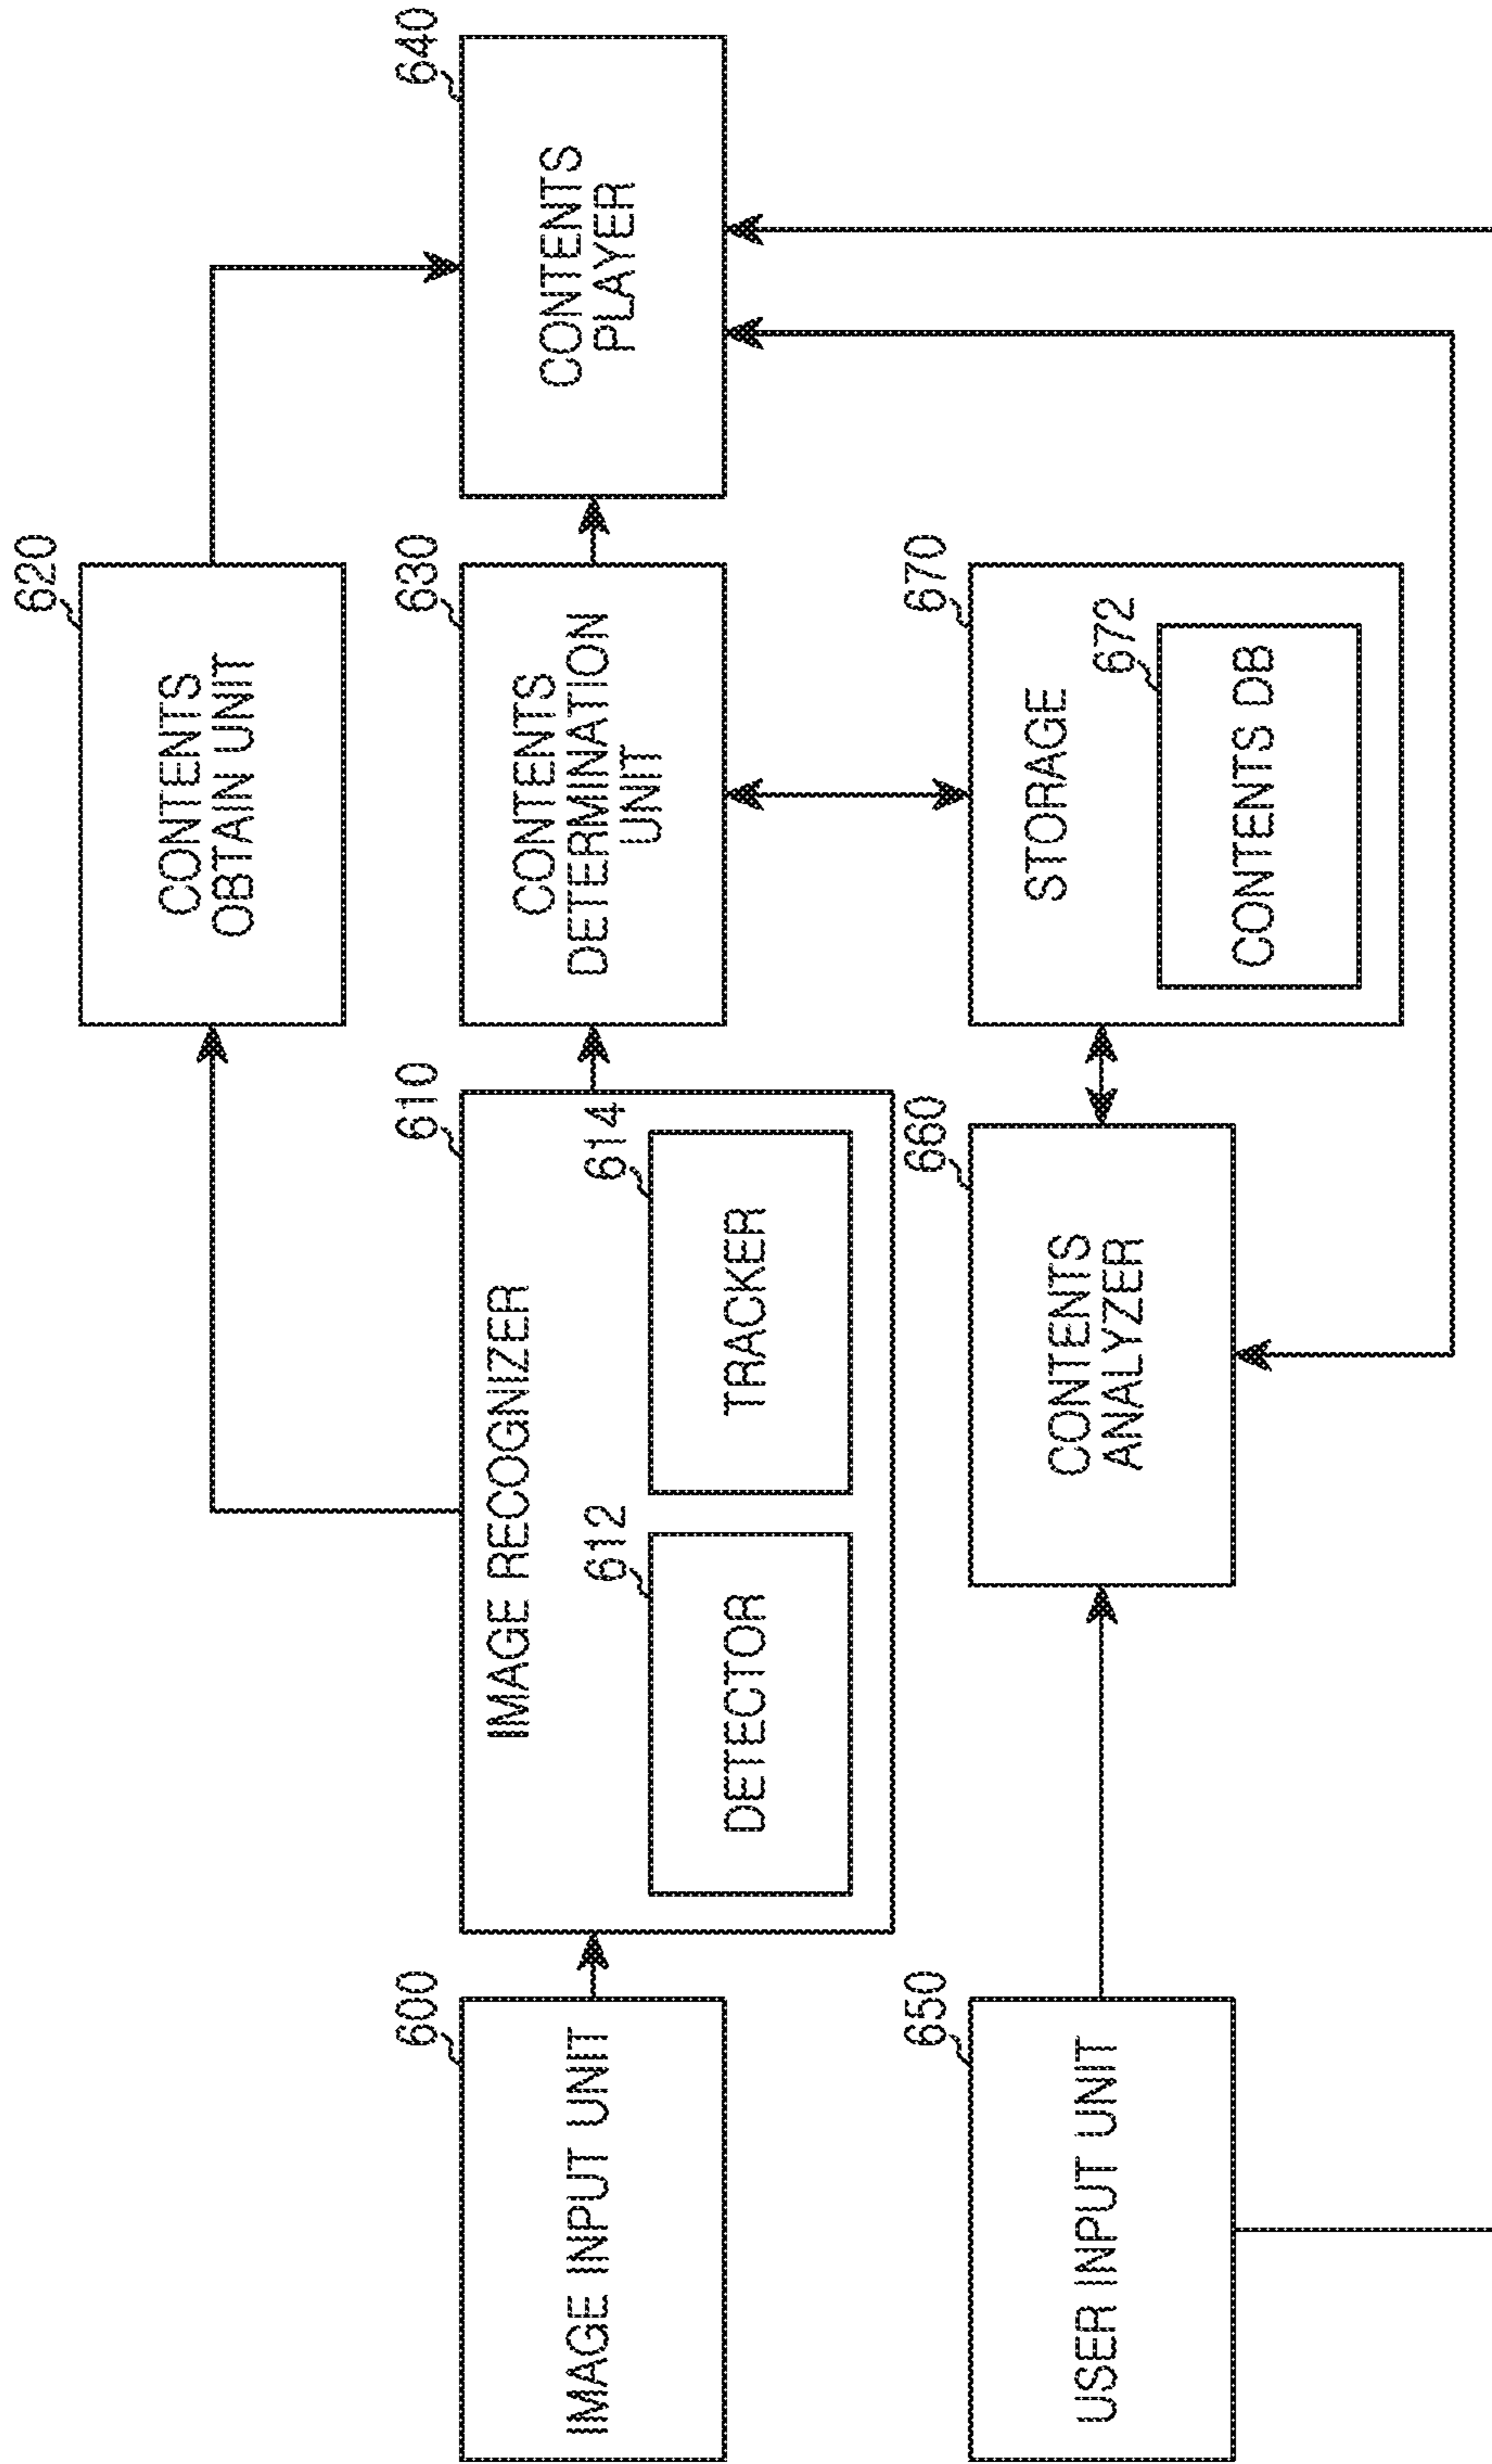 620
CONTENTS
OBTAIN UNIT
600
IMAGE INPUT UNIT
610
IMAGE RECOGNIZER
612
DETECTOR
614
TRACKER
630
CONTENTS
DETERMINATION
UNIT
640
CONTENTS
PLAYER
650
USER INPUT UNIT
660
CONTENTS
ANALYZER
670
STORAGE
672
CONTENTS DB